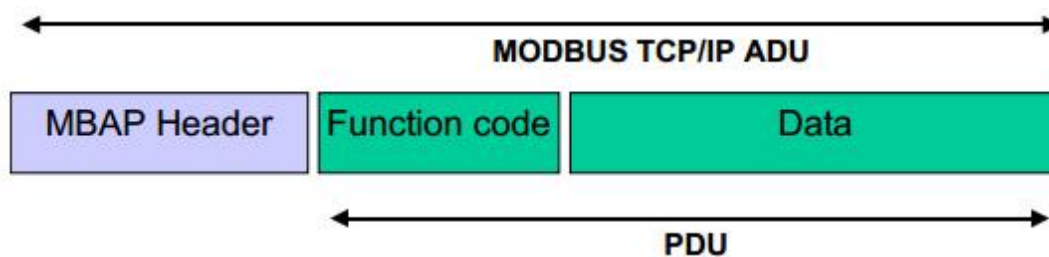 MODBUS TCP/IP ADU
MBAP Header Function code Data
PDU